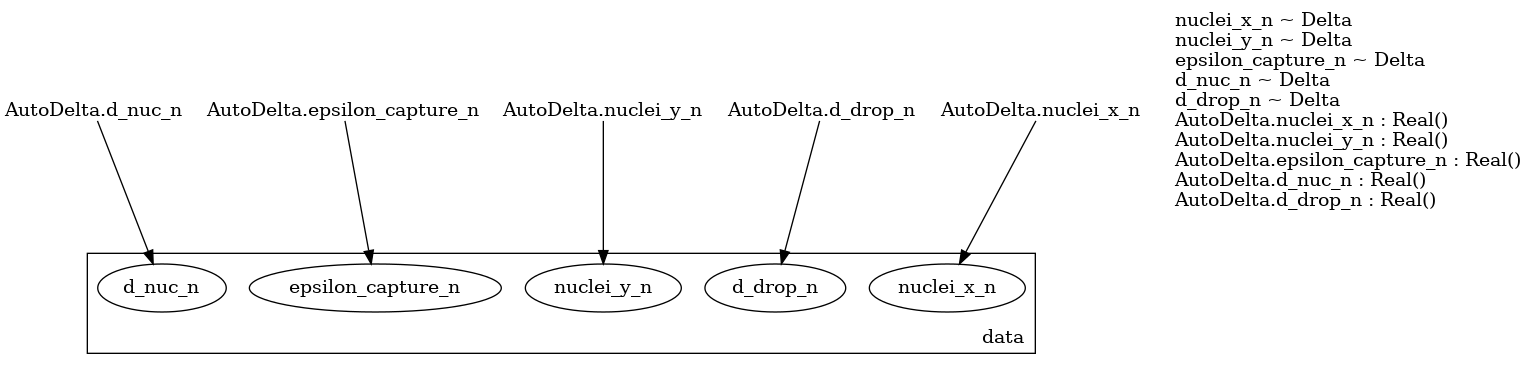 nuclei_x_n ~ Delta
nuclei_y_n ~ Delta
epsilon_capture_n ~ Delta
d_nuc_n ~ Delta
d_drop_n ~ Delta
AutoDelta.nuclei_x_n : Real()
AutoDelta.nuclei_y_n : Real()
AutoDelta.epsilon_capture_n : Real()
AutoDelta.d_nuc_n : Real()
AutoDelta.d_drop_n : Real()
AutoDelta.d_nuc_n AutoDelta.epsilon_capture_n AutoDelta.nuclei_y_n AutoDelta.d_drop_n AutoDelta.nuclei_x_n
d_nuc_n epsilon_capture_n nuclei_y_n d_drop_n nuclei_x_n
data